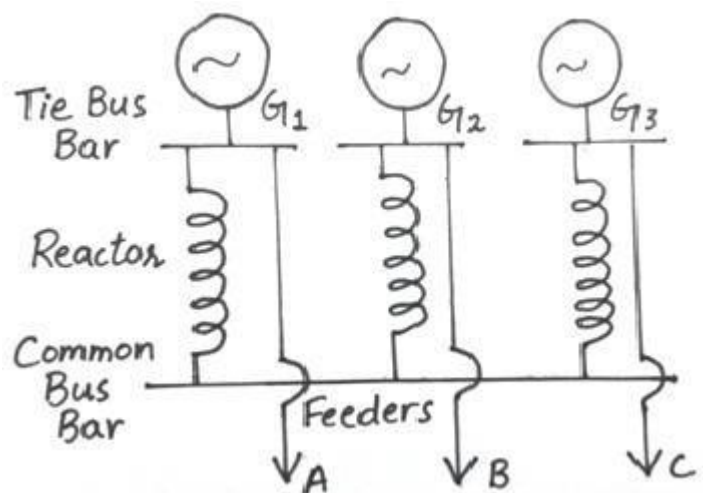 G1
G2
G3
Tie Bus
Bar
Reactor
Common
Bus
Bar
Feeders
A
B
C